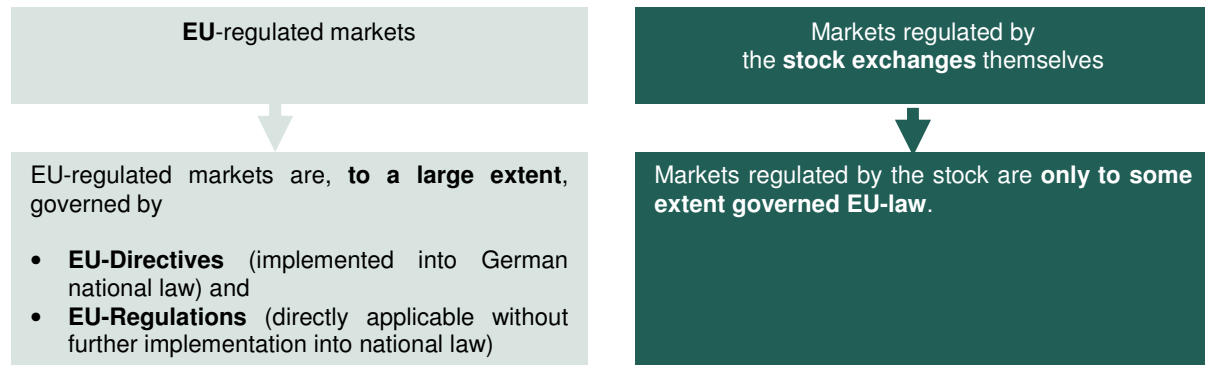 EU-regulated markets
EU-regulated markets are, to a large extent,
governed by
• EU-Directives (implemented into German
national law) and
• EU-Regulations (directly applicable without
further implementation into national law)
Markets regulated by
the stock exchanges themselves
Markets regulated by the stock are only to some
extent governed EU-law.